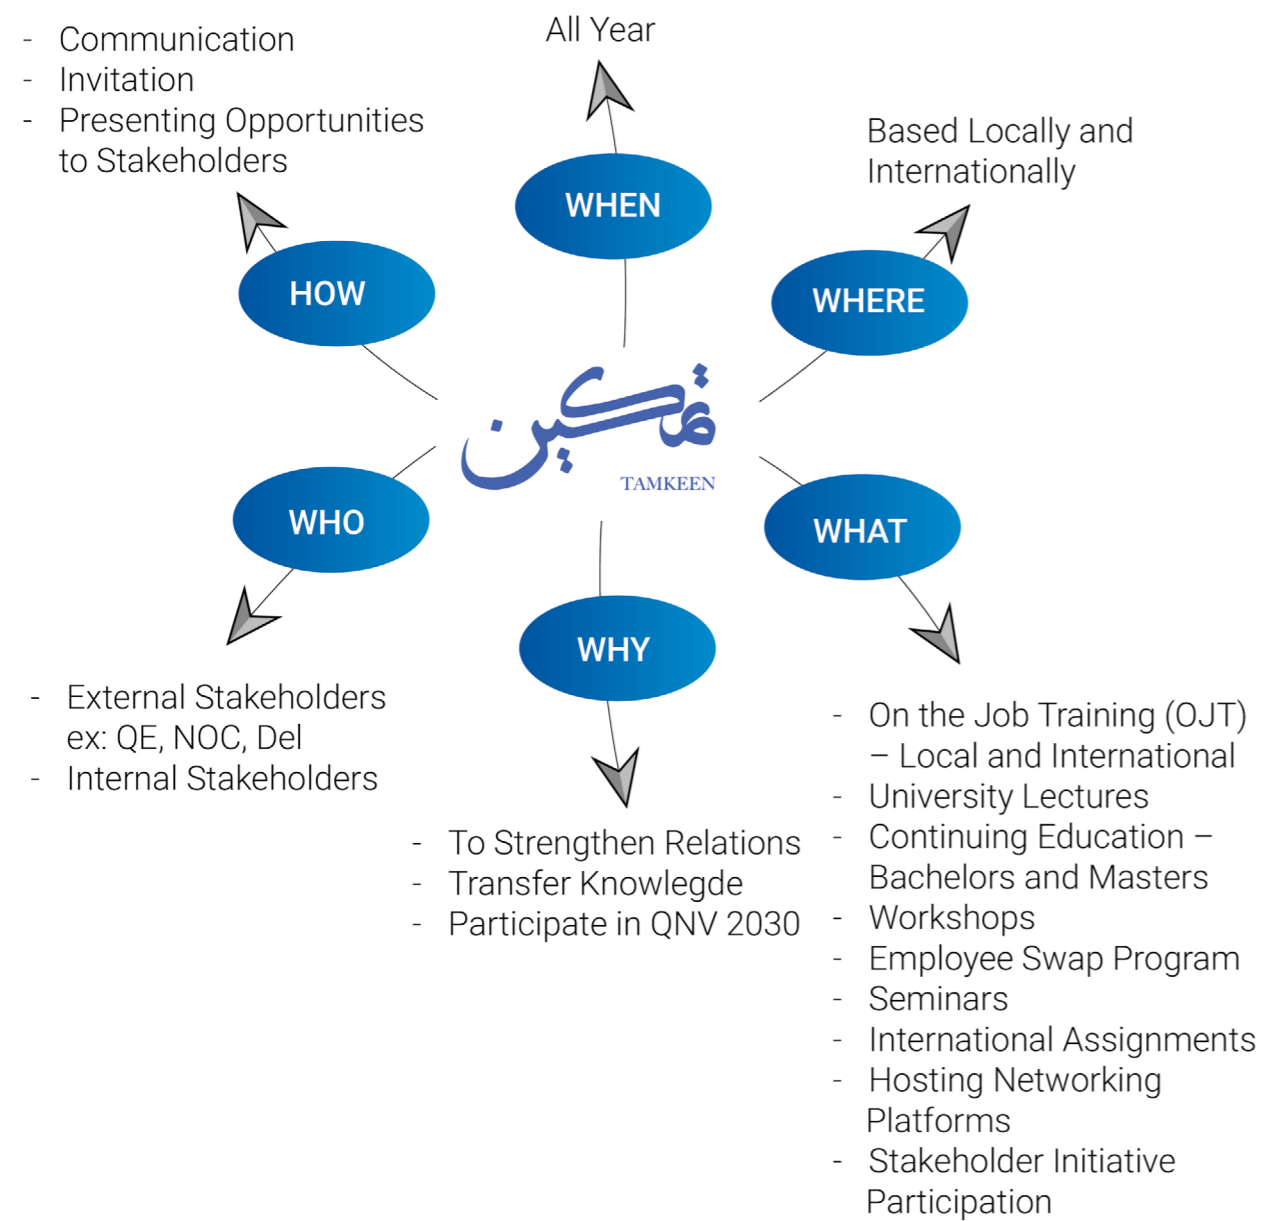 All Year
WHEN
- Communication
- Invitation
- Presenting Opportunities
to Stakeholders
HOW
Based Locally and
Internationally
WHERE
تمكين
TAMKEEN
WHO
- External Stakeholders
ex: QE, NOC, Del
- Internal Stakeholders
WHY
- To Strengthen Relations
- Transfer Knowlegde
- Participate in QNV 2030
WHAT
- On the Job Training (OJT)
– Local and International
- University Lectures
- Continuing Education –
Bachelors and Masters
- Workshops
- Employee Swap Program
- Seminars
- International Assignments
- Hosting Networking
Platforms
- Stakeholder Initiative
Participation